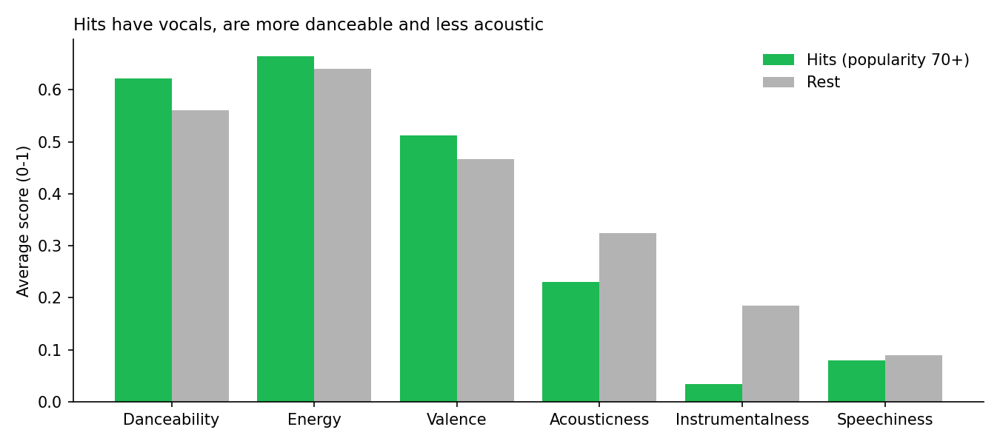 Hits have vocals, are more danceable and less acoustic
Hits (popularity 70+)
Rest
Average score (0-1)
0.6
0.5
0.4
0.3
0.2
0.1
0.0
Danceability
Energy
Valence
Acousticness
Instrumentalness
Speechiness